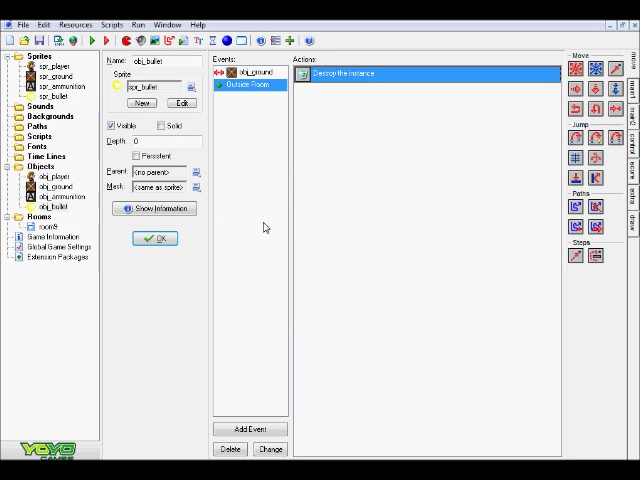 File Edit Resources Scripts Run Window Help
Sprites
spr_player
spr_ground
spr_ammunition
spr_bullet
Sounds
Backgrounds
Paths
Scripts
Fonts
Time Lines
Objects
obj_player
obj_ground
obj_ammunition
obj_bullet
Rooms
Game Information
Global Game Settings
Extension Packages
YOYO
GAMES
Name: obj_bullet
Sprite
spr_bullet
New Edit
Visible Solid
Depth: 0
Persistent
Parent: <no parent>
Mask: <same as sprite>
Show Information
OK
Events:
obj_ground
Outside Room
Add Event
Delete Change
Actions:
Destroy the instance
Move
Jump
Paths
Steps
move
main1
main2
control
score
extra
draw